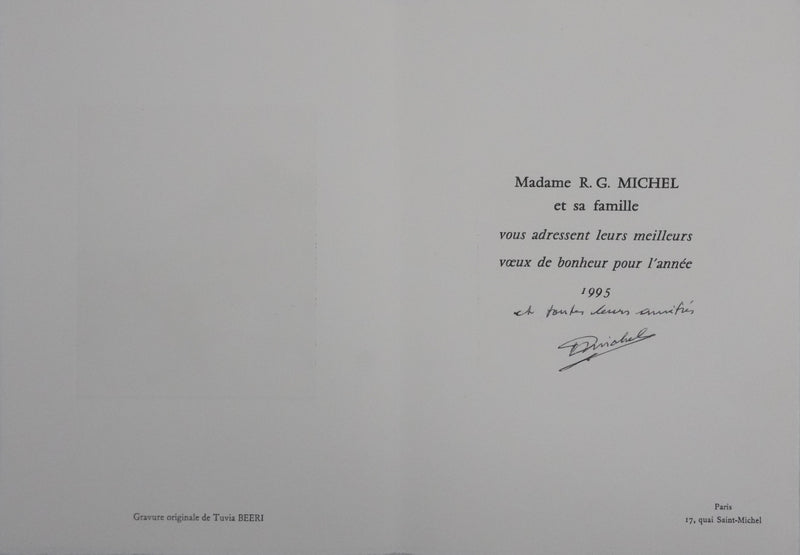 Gravure originale de Tuvia BEERI
Madame R. G. MICHEL
et sa famille
vous adressent leurs meilleurs
vœux de bonheur pour l'année
1995
et toutes leurs amitiés
Paris
17, quai Saint-Michel